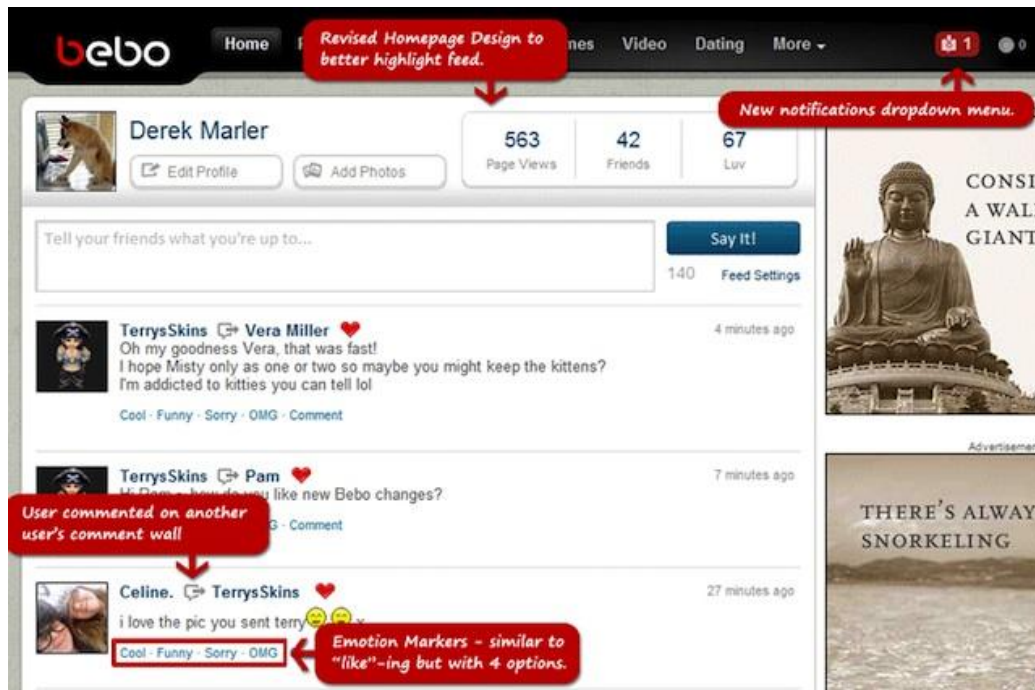 bebo
Home
Revised Homepage Design to
better highlight feed.
Video
Dating
More
1
0
New notifications dropdown menu.
Derek Marler
Edit Profile
Add Photos
563
Page Views
42
Friends
67
Luv
Tell your friends what you're up to...
Say It!
140
Feed Settings
TerrysSkins Vera Miller
4 minutes ago
Oh my goodness Vera, that was fast!
I hope Misty only as one or two so maybe you might keep the kittens?
I'm addicted to kitties you can tell lol
Cool · Funny · Sorry · OMG · Comment
TerrysSkins Pam
7 minutes ago
you like new Bebo changes?
User commented on another
user's comment wall
Comment
Celine. TerrysSkins
27 minutes ago
i love the pic you sent terry x
Cool · Funny · Sorry · OMG
Emotion Markers - similar to
"like"-ing but with 4 options.
A
GIANT
THERE'S
SNORKELING